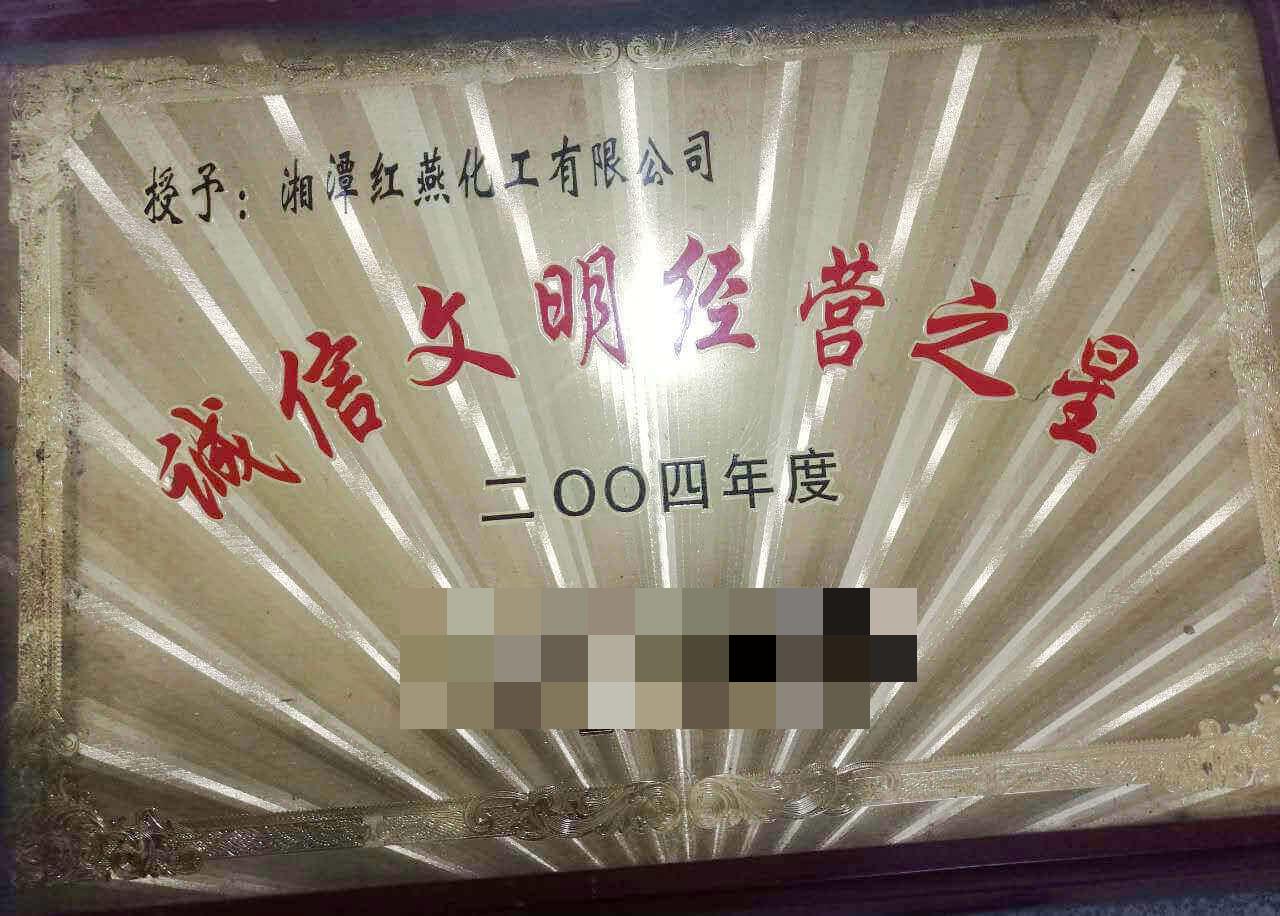 授予：湘潭红燕化工有限公司
诚信文明经营之星
二OO四年度